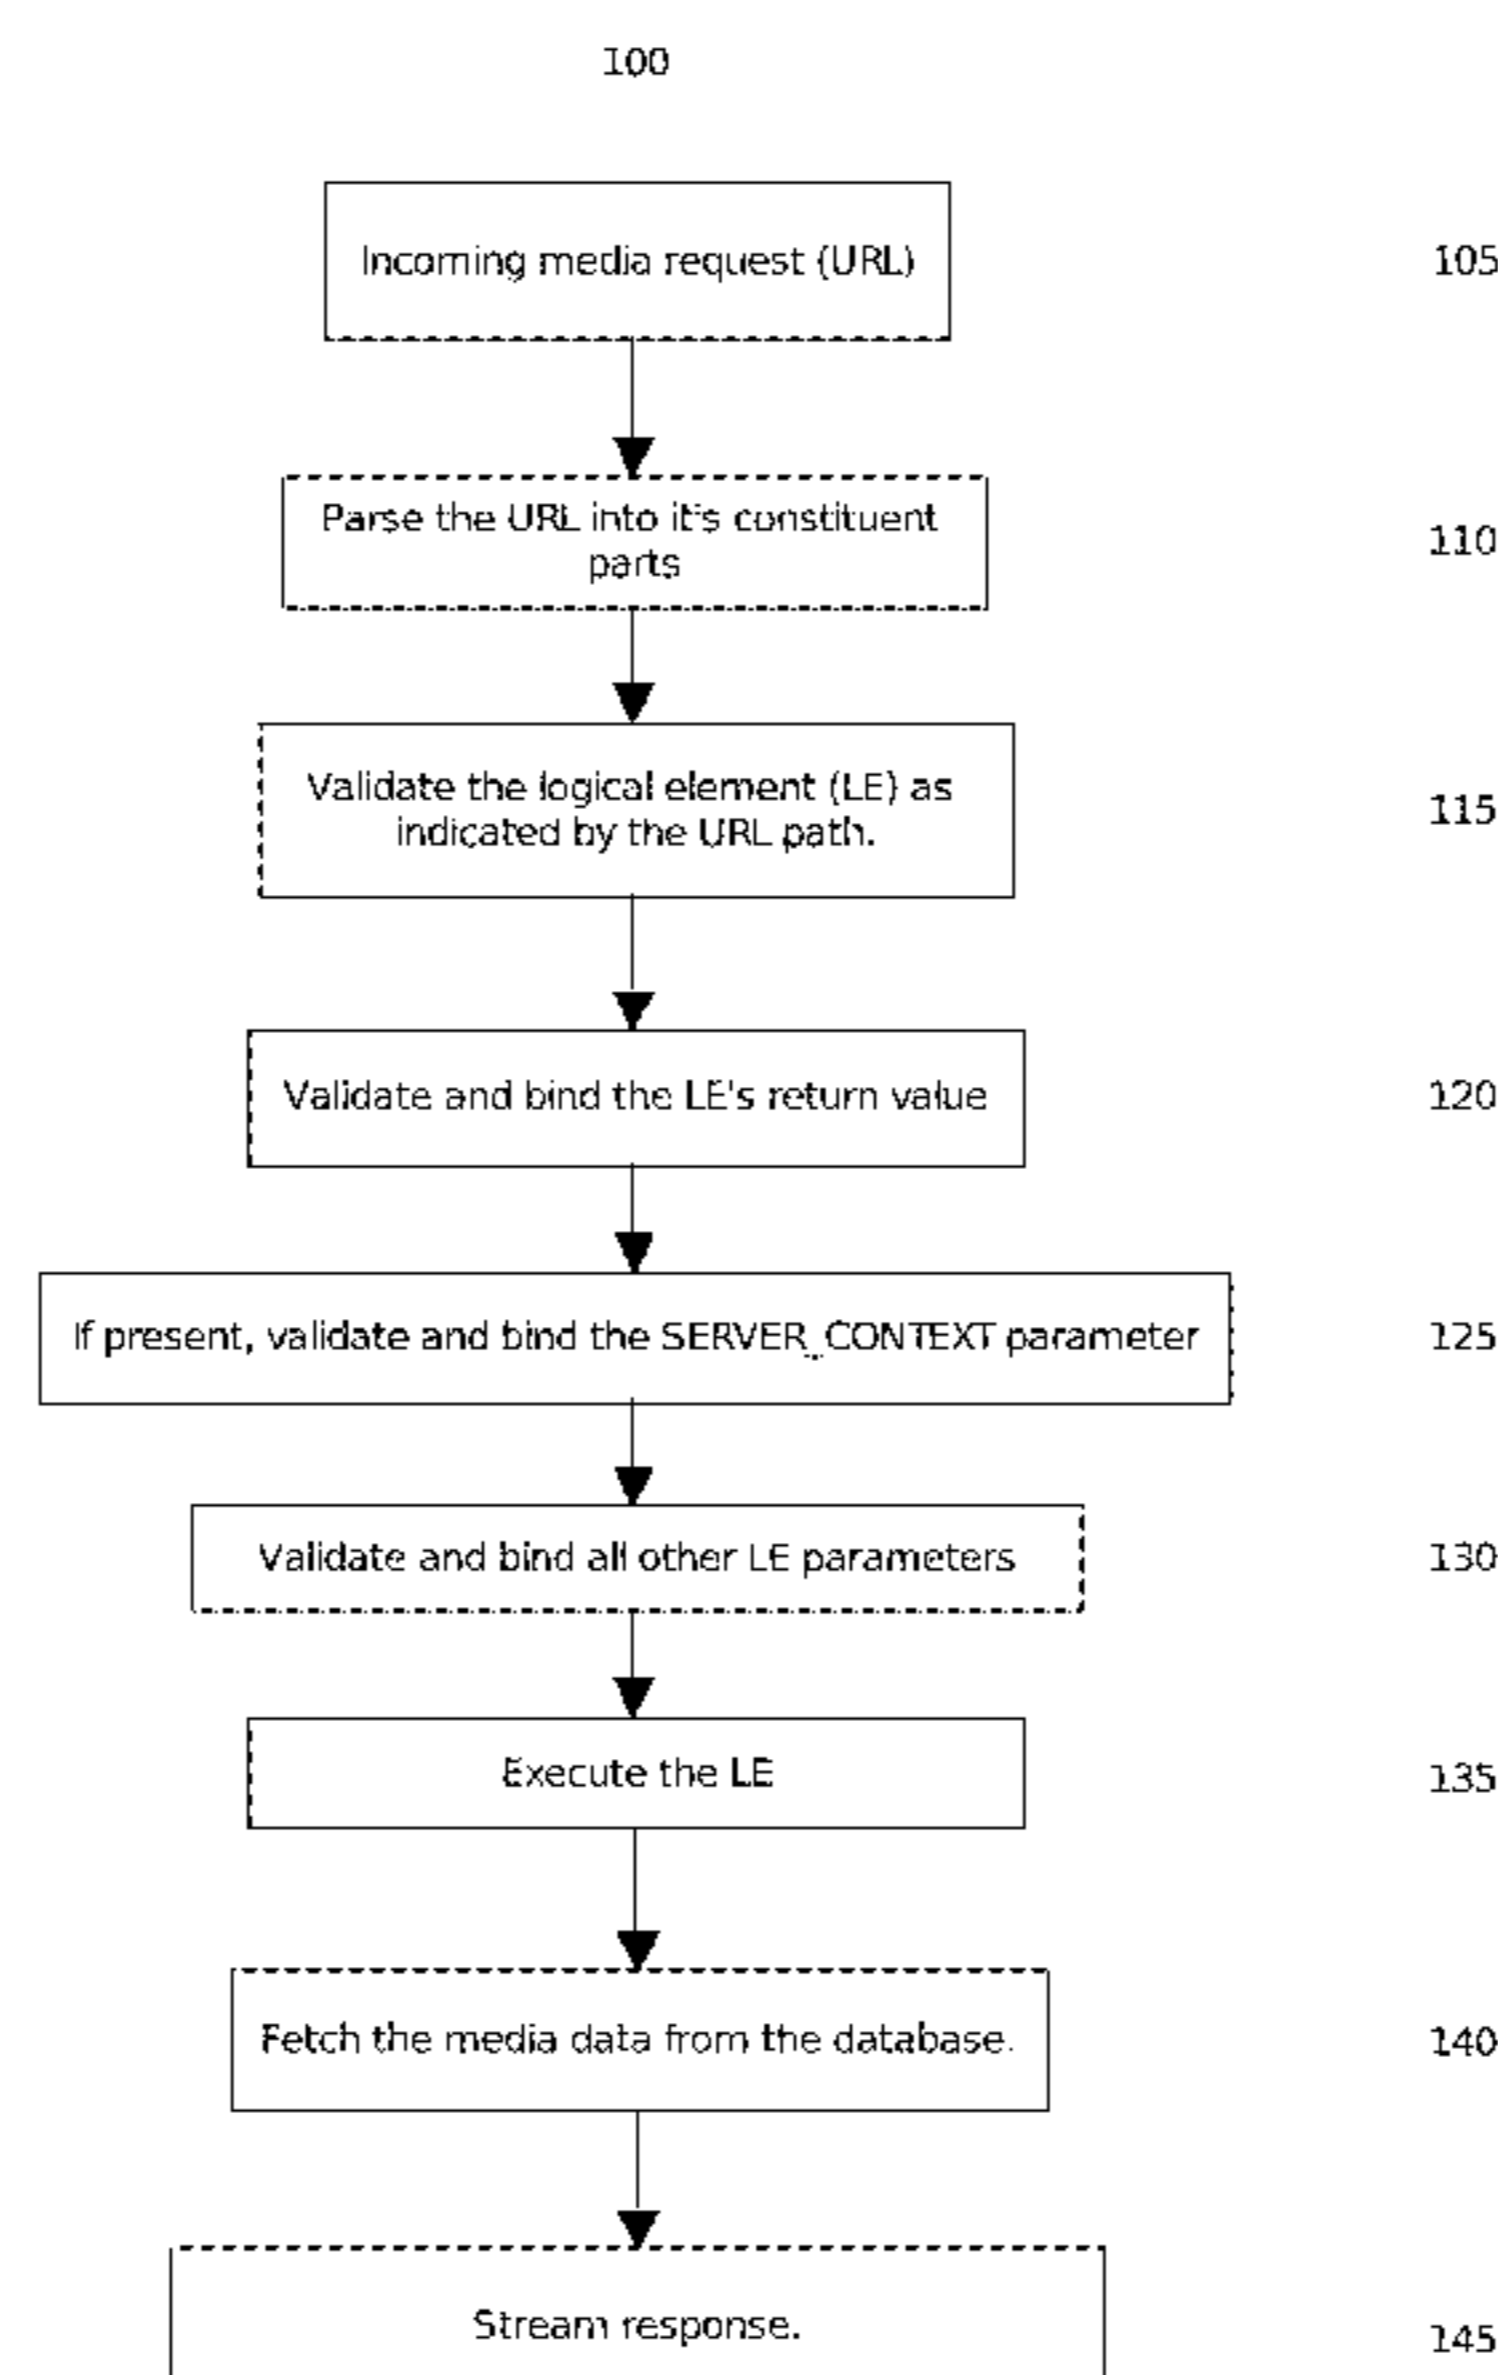 100
Incoming media request (URL)
105
Parse the URL into it's constituent
parts
110
Validate the logical element (LE) as
indicated by the URL path.
115
Validate and bind the LE's return value
120
If present, validate and bind the SERVER_CONTEXT parameter
125
Validate and bind all other LE parameters
130
Execute the LE
135
Fetch the media data from the database.
140
Stream response.
145